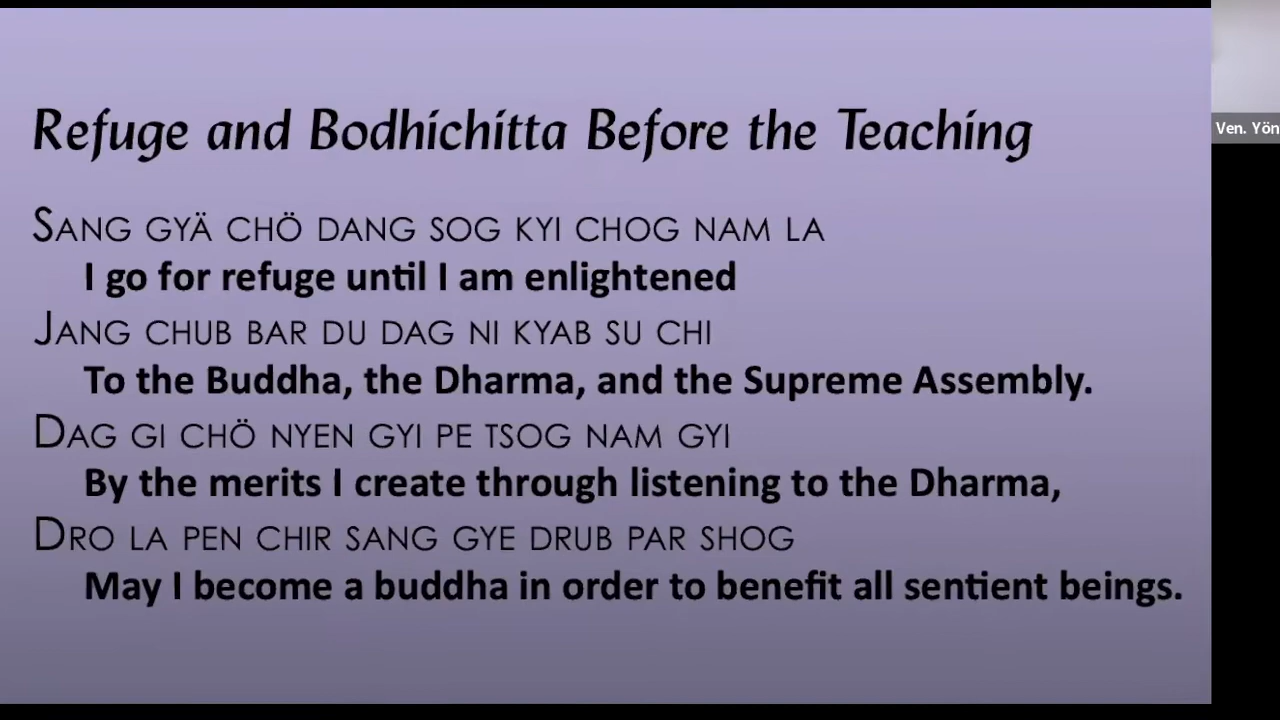 Refuge and Bodhichitta Before the Teaching
SANG GYÄ CHÖ DANG SOG KYI CHOG NAM LA
I go for refuge until I am enlightened
JANG CHUB BAR DU DAG NI KYAB SU CHI
To the Buddha, the Dharma, and the Supreme Assembly.
DAG GI CHÖ NYEN GYI PE TSOG NAM GYI
By the merits I create through listening to the Dharma,
DRO LA PEN CHIR SANG GYE DRUB PAR SHOG
May I become a buddha in order to benefit all sentient beings.
Ven. Yön